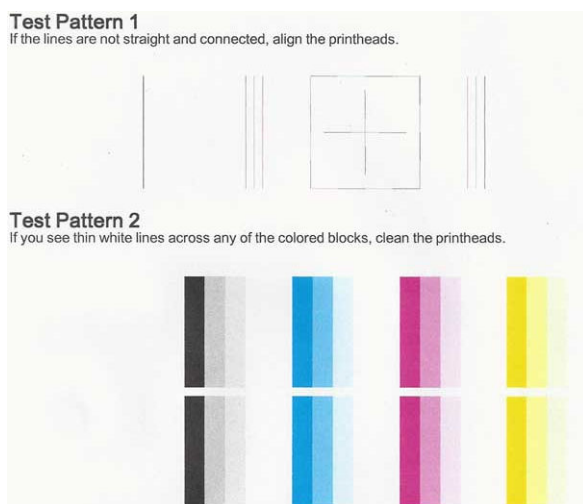 Test Pattern 1
If the lines are not straight and connected, align the printheads.
Test Pattern 2
If you see thin white lines across any of the colored blocks, clean the printheads.